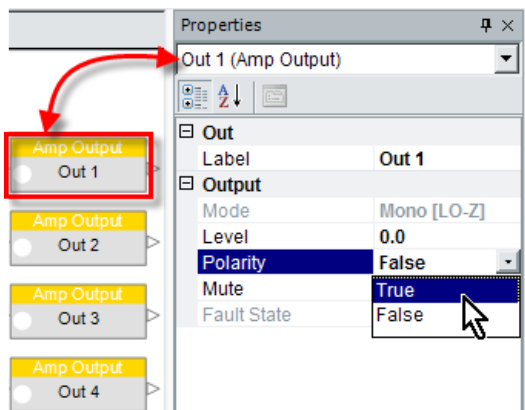 Properties
Out 1 (Amp Output)
Out
Label Out 1
Output
Mode Mono [LO-Z]
Level 0.0
Polarity False
Mute True
Fault State False
Amp Output
Out 1
Amp Output
Out 2
Amp Output
Out 3
Amp Output
Out 4